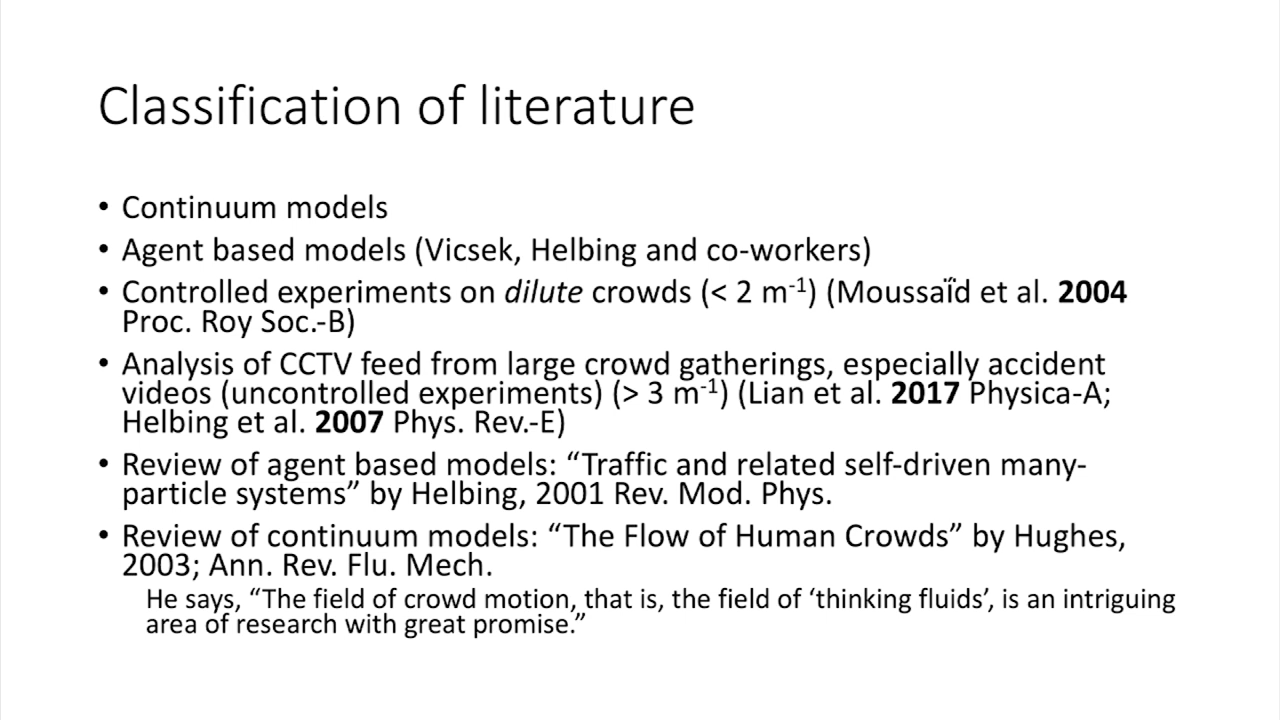 Classification of literature
• Continuum models
• Agent based models (Vicsek, Helbing and co-workers)
• Controlled experiments on dilute crowds (< 2 m⁻¹) (Moussaïd et al. 2004
Proc. Roy Soc.-B)
• Analysis of CCTV feed from large crowd gatherings, especially accident
videos (uncontrolled experiments) (> 3 m⁻¹) (Lian et al. 2017 Physica-A;
Helbing et al. 2007 Phys. Rev.-E)
• Review of agent based models: “Traffic and related self-driven many-
particle systems” by Helbing, 2001 Rev. Mod. Phys.
• Review of continuum models: “The Flow of Human Crowds” by Hughes,
2003; Ann. Rev. Flu. Mech.
He says, “The field of crowd motion, that is, the field of ‘thinking fluids’, is an intriguing
area of research with great promise.”